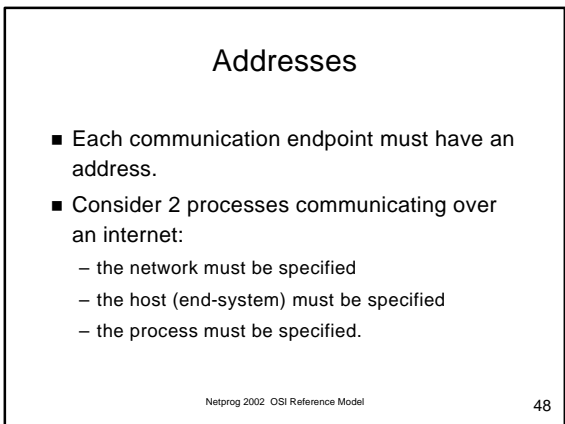 Addresses
■ Each communication endpoint must have an
address.
■ Consider 2 processes communicating over
an internet:
– the network must be specified
– the host (end-system) must be specified
– the process must be specified.
Netprog 2002 OSI Reference Model
48